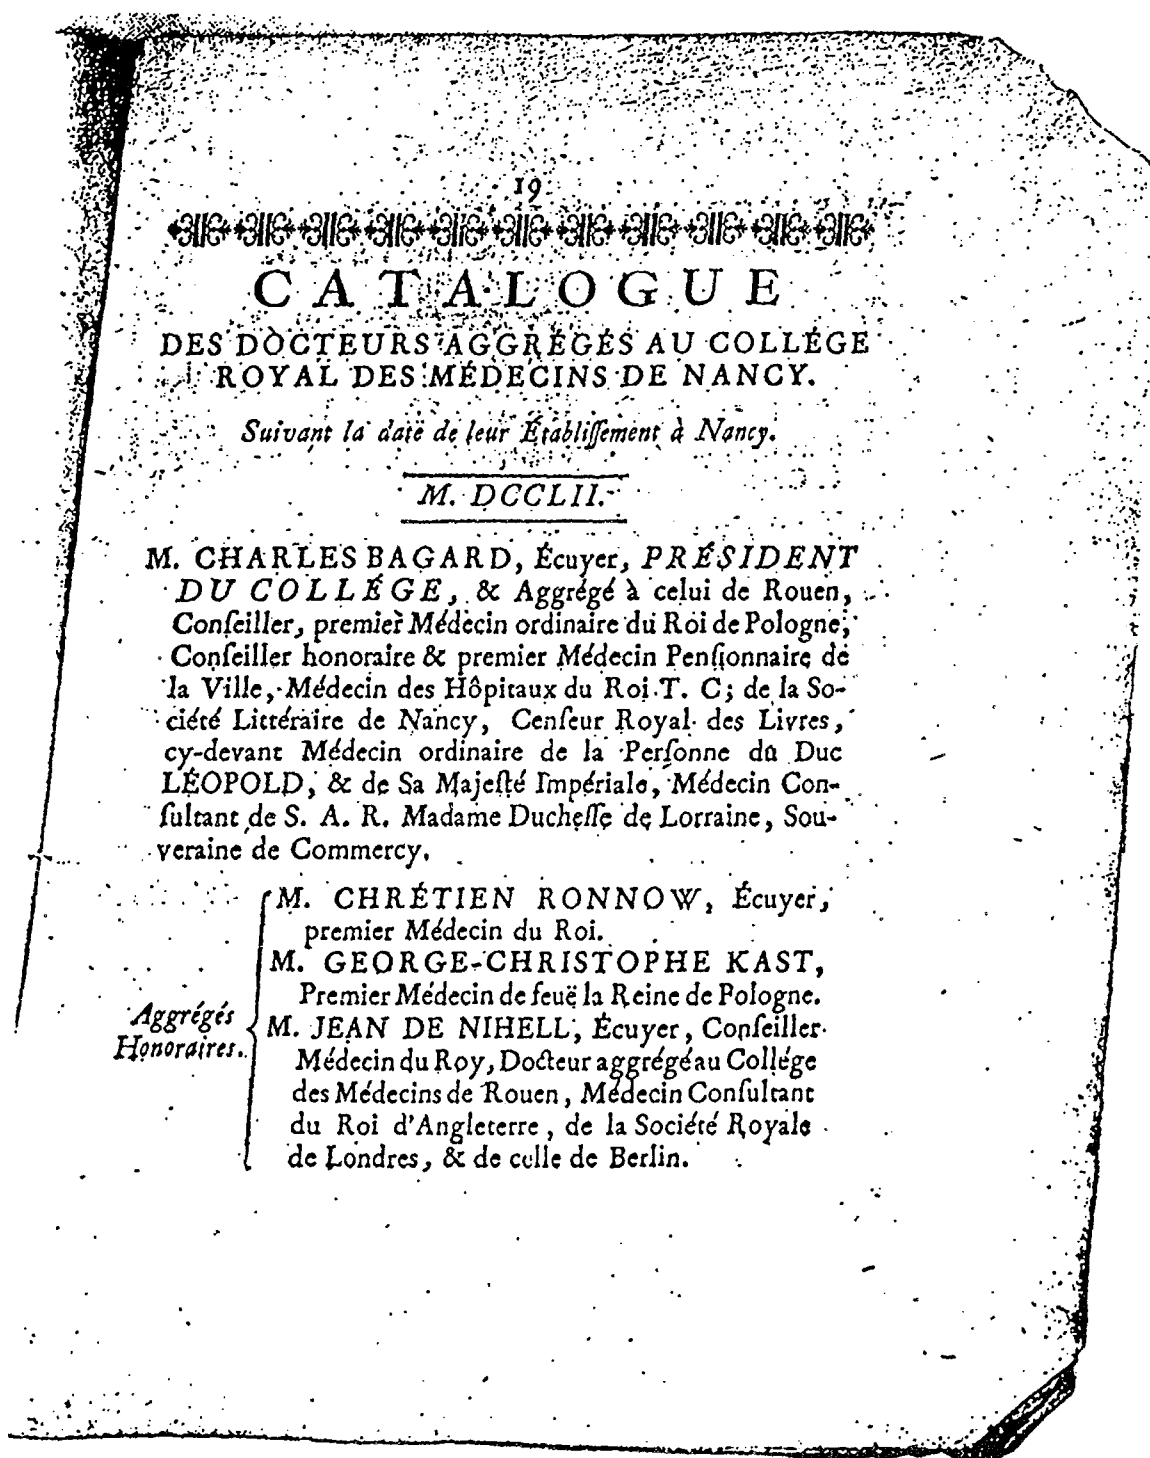 19
CATALOGUE
DES DOCTEURS AGGRÉGÉS AU COLLÉGE
ROYAL DES MÉDECINS DE NANCY.
Suivant la date de leur Établiſſement à Nancy.
M. DCCLII.
M. CHARLES BAGARD, Écuyer, PRÉSIDENT
DU COLLÉGE, & Aggrégé à celui de Rouen,
Conſeiller, premier Médecin ordinaire du Roi de Pologne,
Conſeiller honoraire & premier Médecin Penſionnaire de
la Ville, Médecin des Hôpitaux du Roi T. C; de la So-
ciété Littéraire de Nancy, Cenſeur Royal des Livres,
cy-devant Médecin ordinaire de la Perſonne du Duc
LÉOPOLD, & de Sa Majeſté Impériale, Médecin Con-
ſultant de S. A. R. Madame Ducheſſe de Lorraine, Sou-
veraine de Commercy.
M. CHRÉTIEN RONNOW, Écuyer,
premier Médecin du Roi.
M. GEORGE-CHRISTOPHE KAST,
Premier Médecin de feuë la Reine de Pologne.
Aggrégés
Honoraires.
M. JEAN DE NIHELL, Écuyer, Conſeiller
Médecin du Roy, Docteur aggrégé au Collége
des Médecins de Rouen, Médecin Conſultant
du Roi d'Angleterre, de la Société Royale
de Londres, & de celle de Berlin.